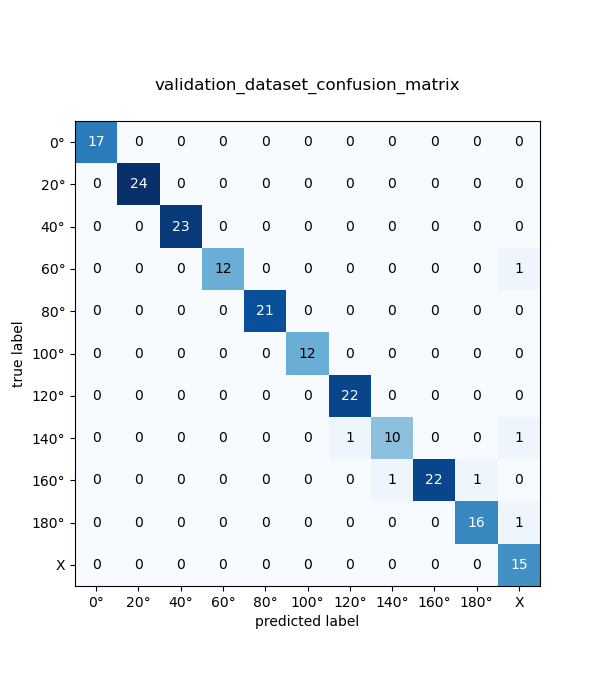 validation_dataset_confusion_matrix
0° 17 0 0 0 0 0 0 0 0 0 0
20° 0 24 0 0 0 0 0 0 0 0 0
40° 0 0 23 0 0 0 0 0 0 0 0
60° 0 0 0 12 0 0 0 0 0 0 1
80° 0 0 0 0 21 0 0 0 0 0 0
100° 0 0 0 0 0 12 0 0 0 0 0
120° 0 0 0 0 0 0 22 0 0 0 0
140° 0 0 0 0 0 0 1 10 0 0 1
160° 0 0 0 0 0 0 0 1 22 1 0
180° 0 0 0 0 0 0 0 0 0 16 1
X 0 0 0 0 0 0 0 0 0 0 15
0° 20° 40° 60° 80° 100° 120° 140° 160° 180° X
predicted label
true label